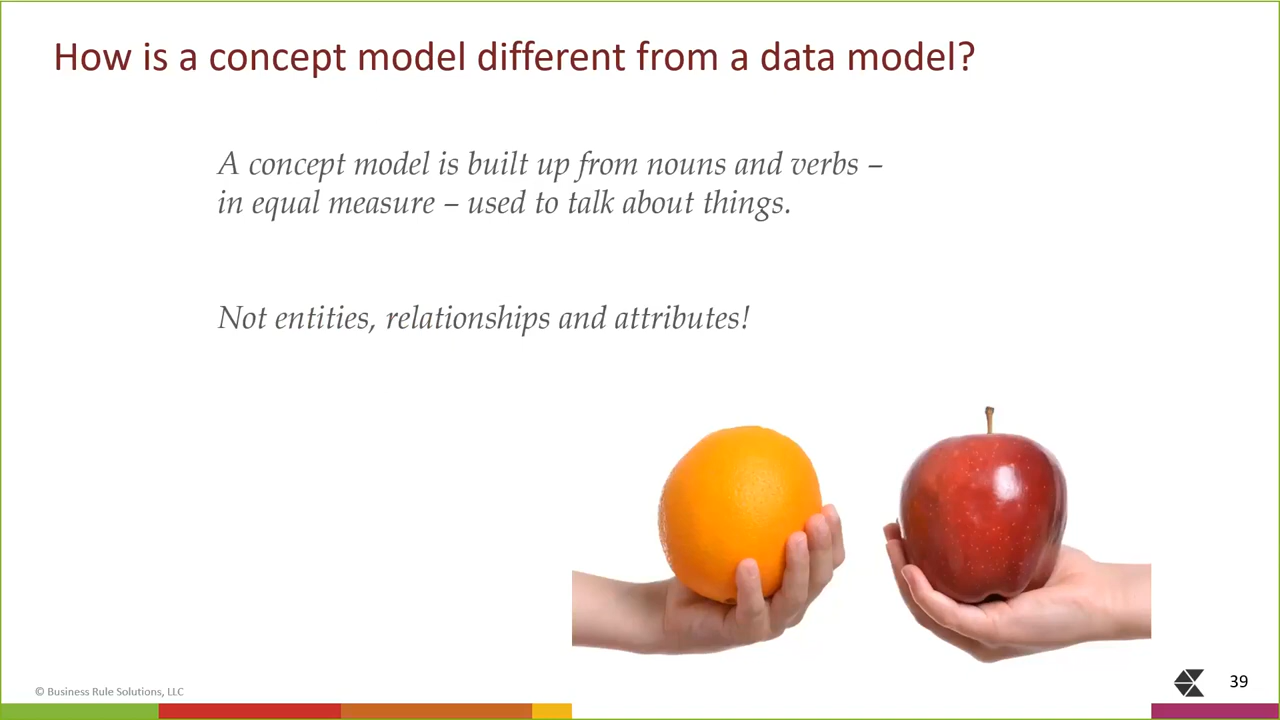 How is a concept model different from a data model?
A concept model is built up from nouns and verbs –
in equal measure – used to talk about things.
Not entities, relationships and attributes!
© Business Rule Solutions, LLC
39